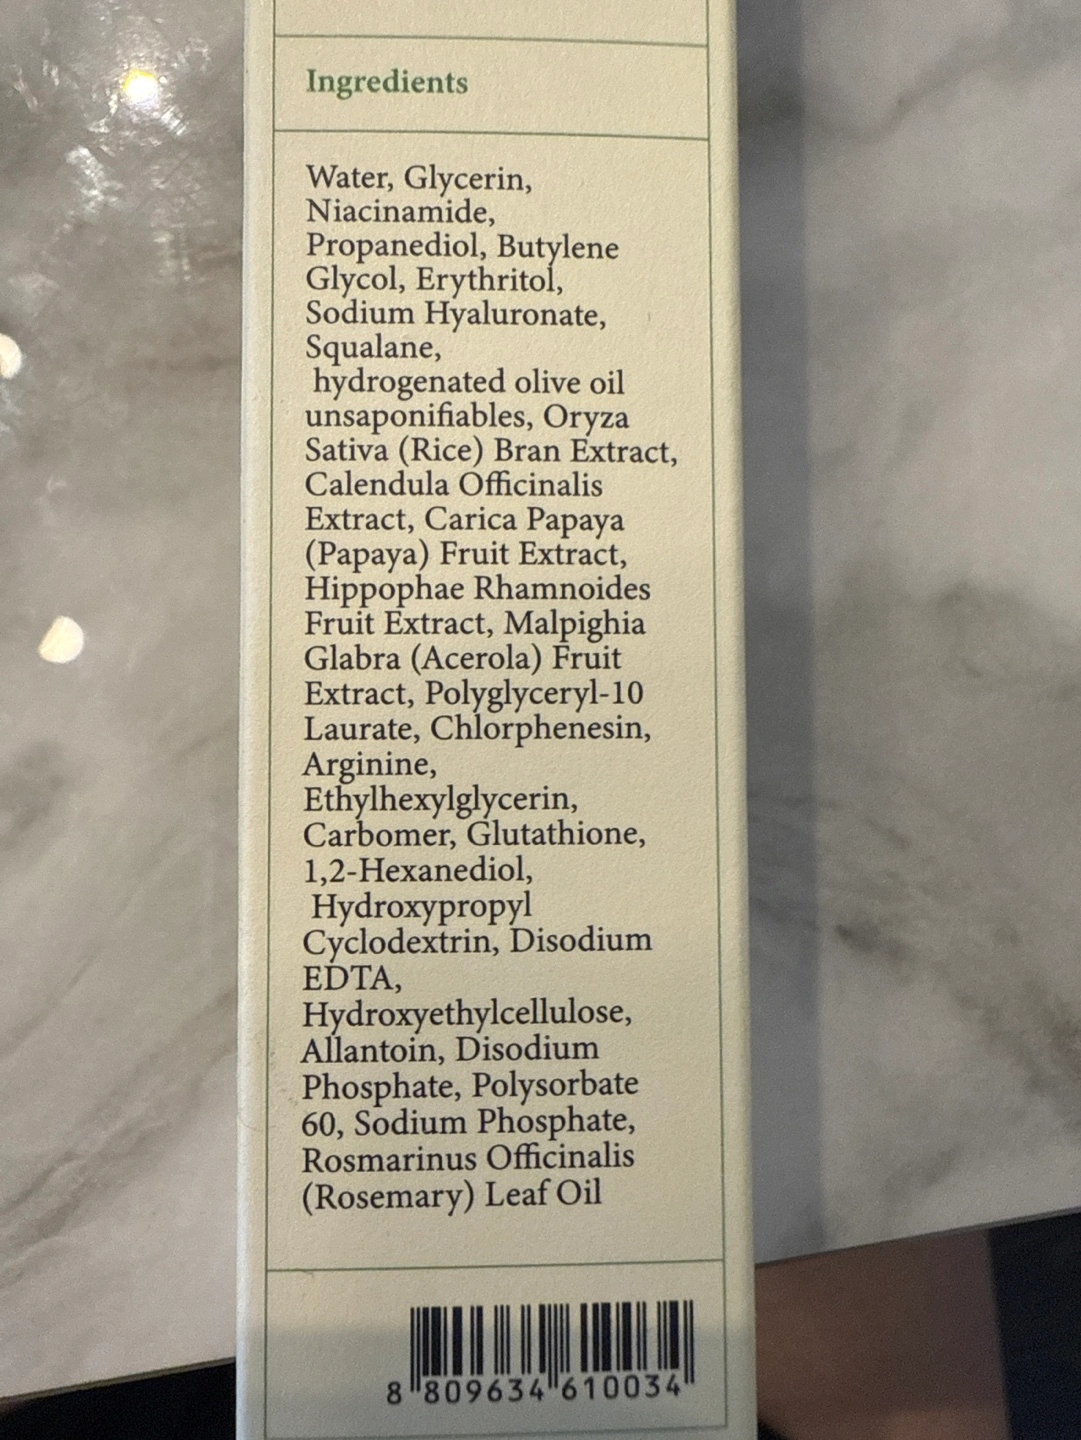 Ingredients
Water, Glycerin,
Niacinamide,
Propanediol, Butylene
Glycol, Erythritol,
Sodium Hyaluronate,
Squalane,
hydrogenated olive oil
unsaponifiables, Oryza
Sativa (Rice) Bran Extract,
Calendula Officinalis
Extract, Carica Papaya
(Papaya) Fruit Extract,
Hippophae Rhamnoides
Fruit Extract, Malpighia
Glabra (Acerola) Fruit
Extract, Polyglyceryl-10
Laurate, Chlorphenesin,
Arginine,
Ethylhexylglycerin,
Carbomer, Glutathione,
1,2-Hexanediol,
Hydroxypropyl
Cyclodextrin, Disodium
EDTA,
Hydroxyethylcellulose,
Allantoin, Disodium
Phosphate, Polysorbate
60, Sodium Phosphate,
Rosmarinus Officinalis
(Rosemary) Leaf Oil
8 809634 610034